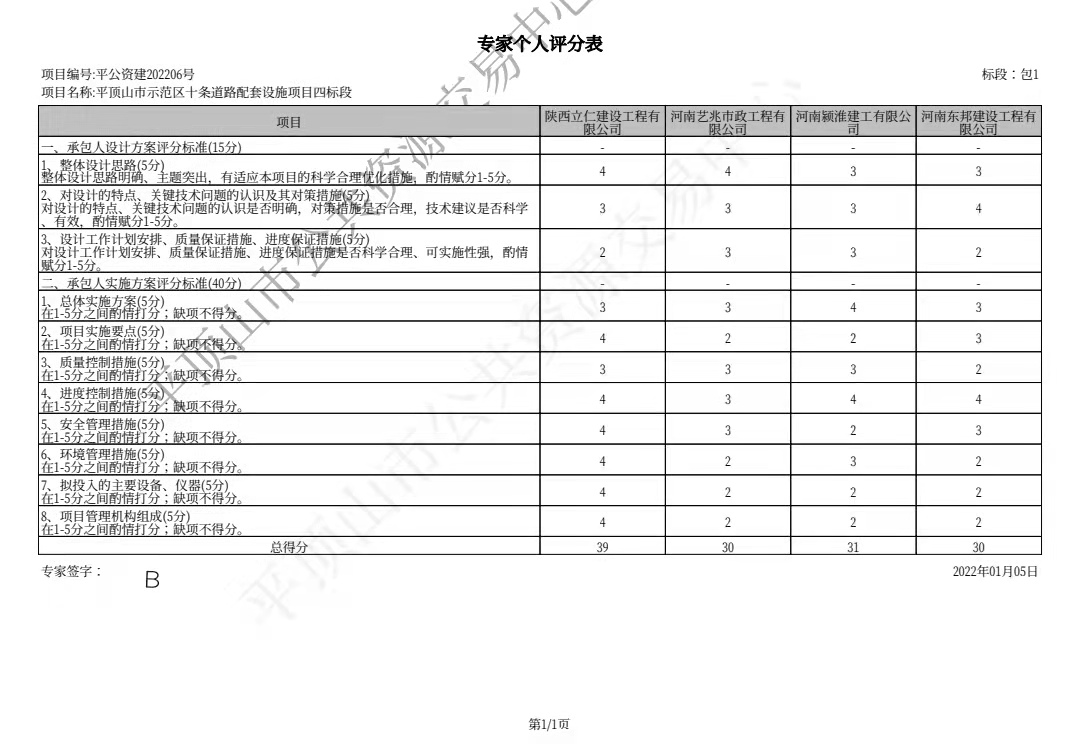 专家个人评分表
项目编号:平公资建202206号 标段：包1
项目名称:平顶山市示范区十条道路配套设施项目四标段
项目 陕西立仁建设工程有限公司 河南艺兆市政工程有限公司 河南颍淮建工有限公司 河南东邦建设工程有限公司
一、承包人设计方案评分标准(15分) - - - -
1、整体设计思路(5分)
整体设计思路明确、主题突出，有适应本项目的科学合理优化措施，酌情赋分1-5分。 4 4 3 3
2、对设计的特点、关键技术问题的认识及其对策措施(5分)
对设计的特点、关键技术问题的认识是否明确，对策措施是否合理，技术建议是否科学
、有效，酌情赋分1-5分。 3 3 3 4
3、设计工作计划安排、质量保证措施、进度保证措施(5分)
对设计工作计划安排、质量保证措施、进度保证措施是否科学合理、可实施性强，酌情
赋分1-5分。 2 3 3 2
二、承包人实施方案评分标准(40分) - - - -
1、总体实施方案(5分)
在1-5分之间酌情打分；缺项不得分。 3 3 4 3
2、项目实施要点(5分)
在1-5分之间酌情打分；缺项不得分。 4 2 2 3
3、质量控制措施(5分)
在1-5分之间酌情打分；缺项不得分。 3 3 3 2
4、进度控制措施(5分)
在1-5分之间酌情打分；缺项不得分。 4 3 4 4
5、安全管理措施(5分)
在1-5分之间酌情打分；缺项不得分。 4 3 2 3
6、环境管理措施(5分)
在1-5分之间酌情打分；缺项不得分。 4 2 3 2
7、拟投入的主要设备、仪器(5分)
在1-5分之间酌情打分；缺项不得分。 4 2 2 2
8、项目管理机构组成(5分)
在1-5分之间酌情打分；缺项不得分。 4 2 2 2
总得分 39 30 31 30
专家签字： B 2022年01月05日
第1/1页
平顶山市公共资源交易中心
平顶山市公共资源交易中心